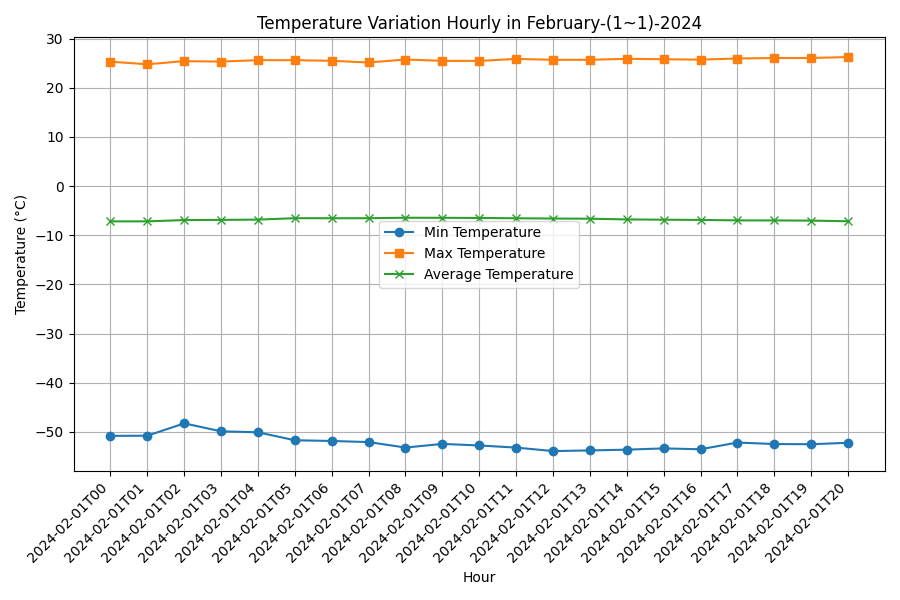 Temperature Variation Hourly in February-(1~1)-2024
Temperature (°C)
30
20
10
0
−10
−20
−30
−40
−50
Min Temperature
Max Temperature
Average Temperature
2024-02-01T00
2024-02-01T01
2024-02-01T02
2024-02-01T03
2024-02-01T04
2024-02-01T05
2024-02-01T06
2024-02-01T07
2024-02-01T08
2024-02-01T09
2024-02-01T10
2024-02-01T11
2024-02-01T12
2024-02-01T13
2024-02-01T14
2024-02-01T15
2024-02-01T16
2024-02-01T17
2024-02-01T18
2024-02-01T19
2024-02-01T20
Hour